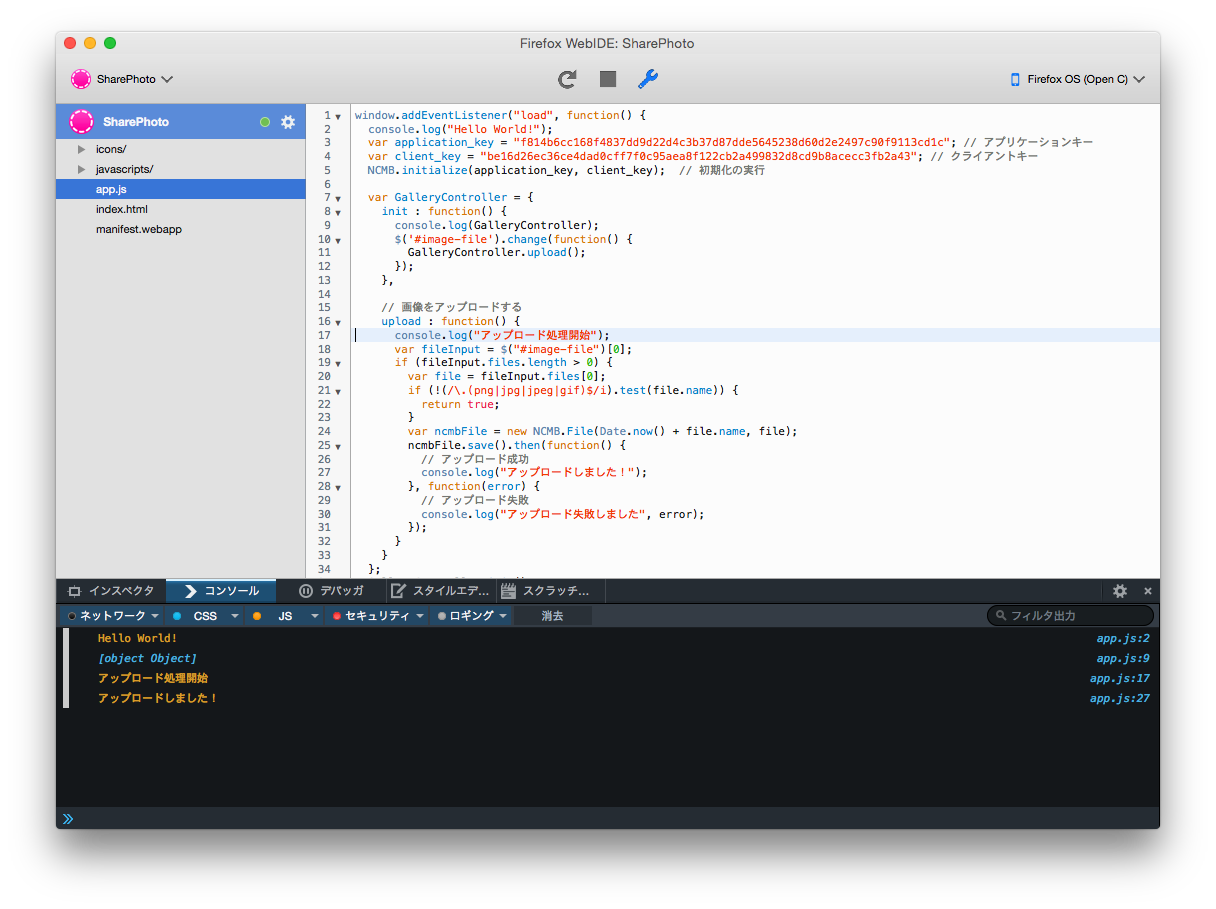 Firefox WebIDE: SharePhoto
SharePhoto
Firefox OS (Open C)
SharePhoto
icons/
javascripts/
app.js
index.html
manifest.webapp
1 window.addEventListener("load", function() {
2 console.log("Hello World!");
3 var application_key = "f814b6cc168f4837dd9d22d4c3b37d87dde5645238d60d2e2497c90f9113cd1c"; // アプリケーションキー
4 var client_key = "be16d26ec36ce4dad0cff7f0c95aea8f122cb2a499832d8cd9b8acecc3fb2a43"; // クライアントキー
5 NCMB.initialize(application_key, client_key); // 初期化の実行
6
7 var GalleryController = {
8 init : function() {
9 console.log(GalleryController);
10 $('#image-file').change(function() {
11 GalleryController.upload();
12 });
13 },
14
15 // 画像をアップロードする
16 upload : function() {
17 console.log("アップロード処理開始");
18 var fileInput = $("#image-file")[0];
19 if (fileInput.files.length > 0) {
20 var file = fileInput.files[0];
21 if (!(/\.(png|jpg|jpeg|gif)$/i).test(file.name)) {
22 return true;
23 }
24 var ncmbFile = new NCMB.File(Date.now() + file.name, file);
25 ncmbFile.save().then(function() {
26 // アップロード成功
27 console.log("アップロードしました！");
28 }, function(error) {
29 // アップロード失敗
30 console.log("アップロード失敗しました", error);
31 });
32 }
33 }
34 };
インスペクタ コンソール デバッガ スタイルエデ... スクラッチ...
ネットワーク CSS JS セキュリティ ロギング 消去 フィルタ出力
Hello World! app.js:2
[object Object] app.js:9
アップロード処理開始 app.js:17
アップロードしました！ app.js:27